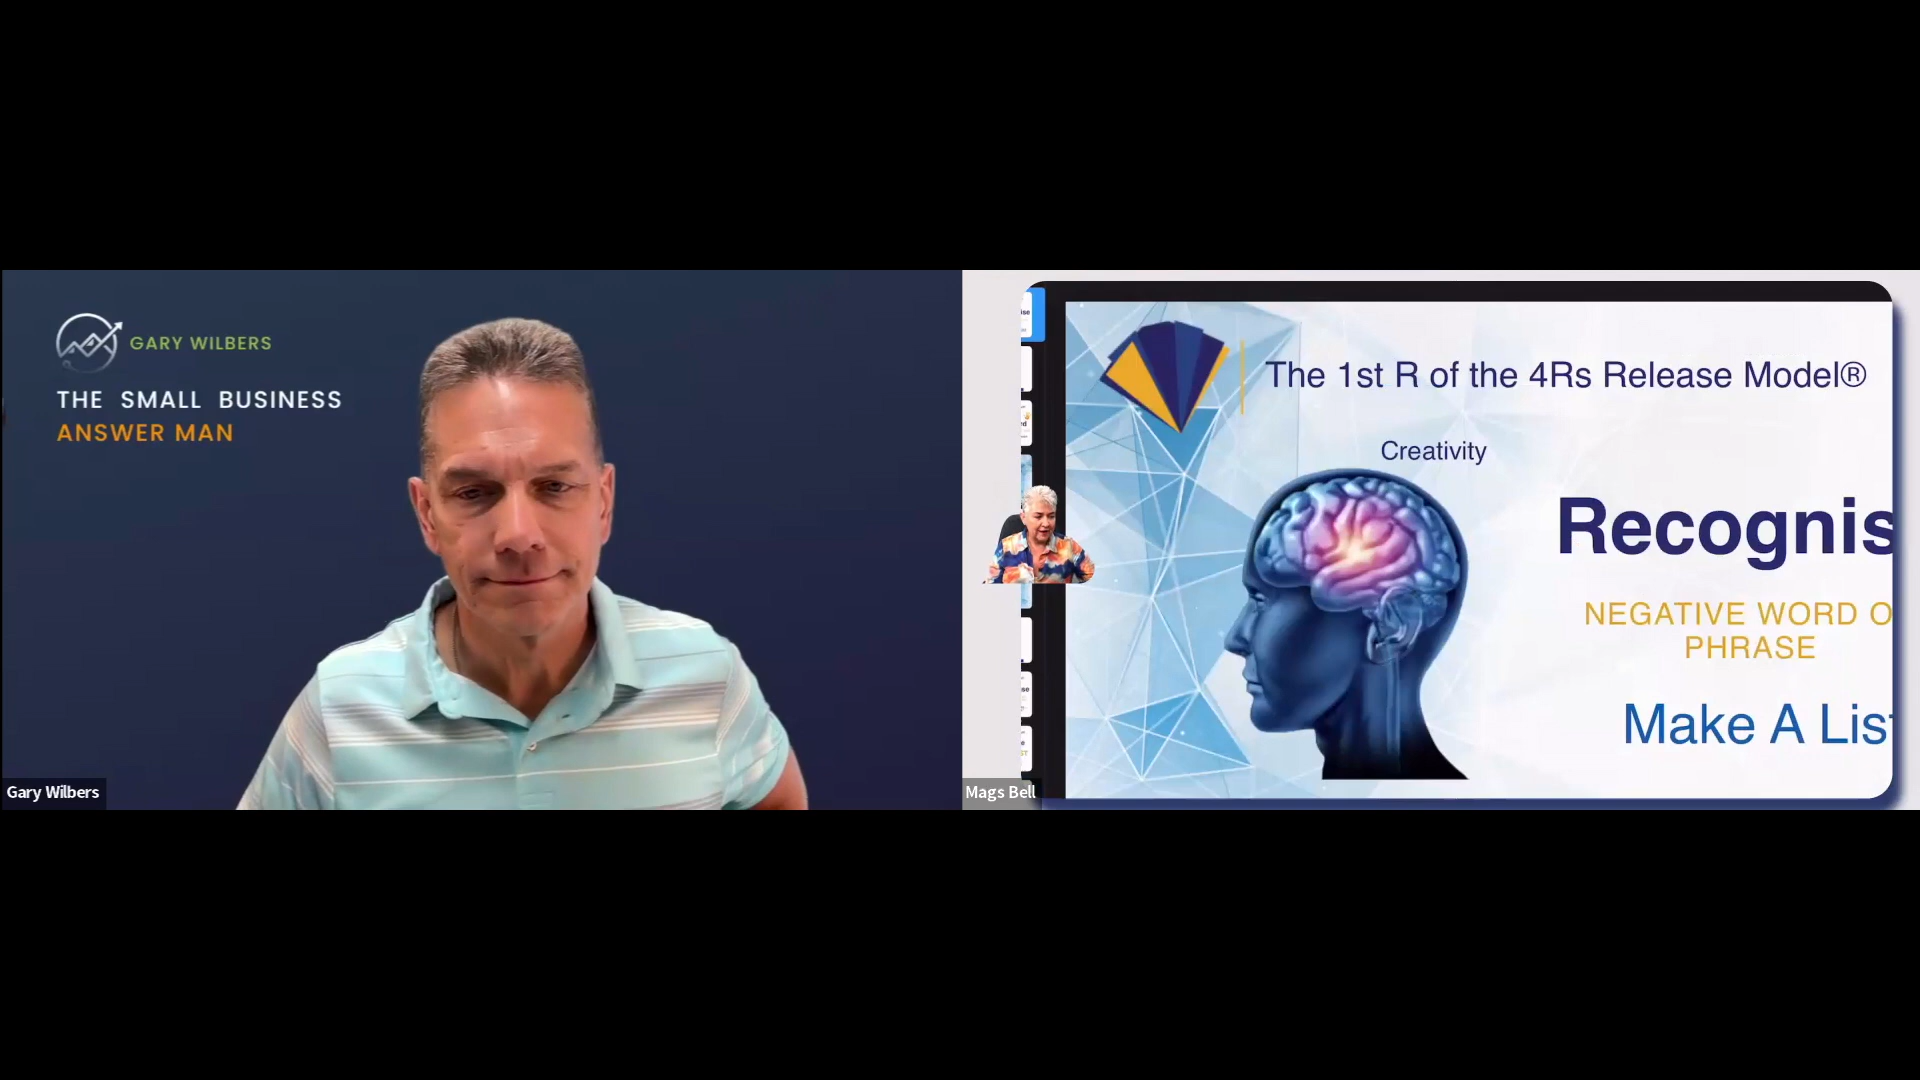 GARY WILBERS
THE SMALL BUSINESS
ANSWER MAN
Gary Wilbers
The 1st R of the 4Rs Release Model®
Creativity
Recognis
NEGATIVE WORD O
PHRASE
Make A Lis
Mags Bell